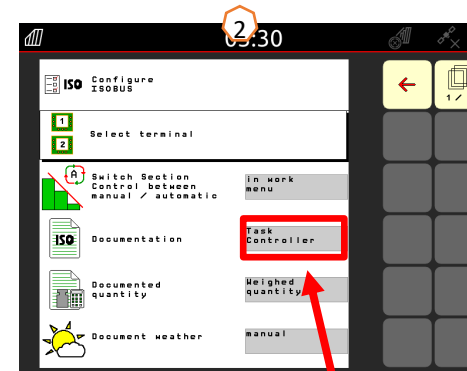 2
03:30
ISO Configure
ISOBUS
1 /
1
2
Select terminal
A
Switch Section
Control between
manual / automatic
in work
menu
ISO
Documentation
Task
Controller
Documented
quantity
Weighed
quantity
Document weather
manual